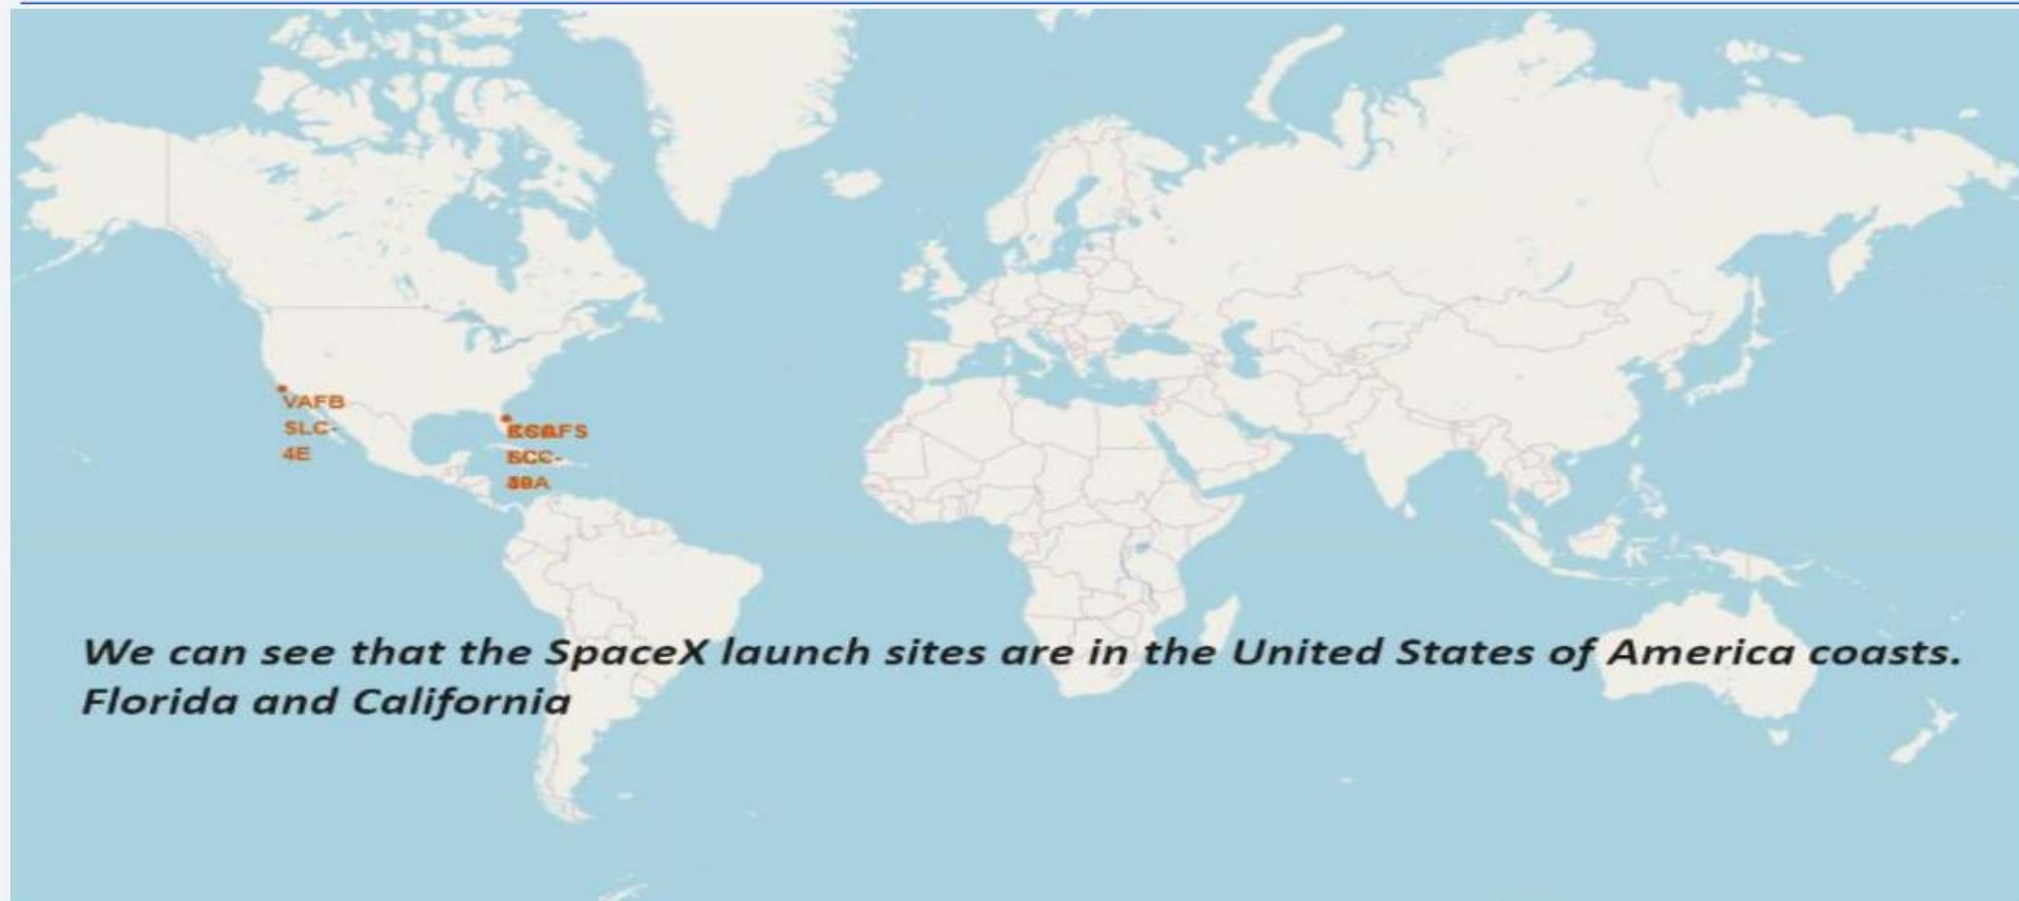 VAFB
SLC-
4E
We can see that the SpaceX launch sites are in the United States of America coasts.
Florida and California